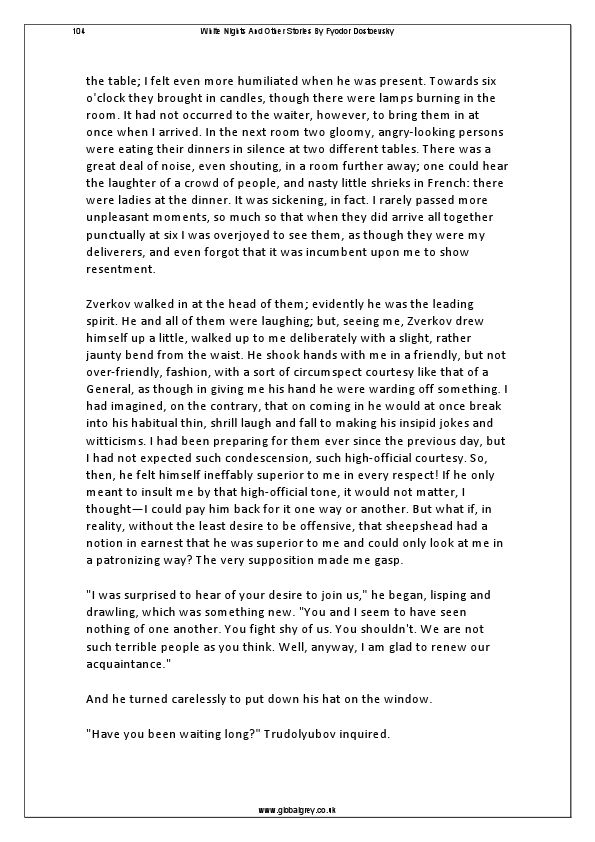 104 White Nights And Other Stories By Fyodor Dostoevsky
the table; I felt even more humiliated when he was present. Towards six
o'clock they brought in candles, though there were lamps burning in the
room. It had not occurred to the waiter, however, to bring them in at
once when I arrived. In the next room two gloomy, angry-looking persons
were eating their dinners in silence at two different tables. There was a
great deal of noise, even shouting, in a room further away; one could hear
the laughter of a crowd of people, and nasty little shrieks in French: there
were ladies at the dinner. It was sickening, in fact. I rarely passed more
unpleasant moments, so much so that when they did arrive all together
punctually at six I was overjoyed to see them, as though they were my
deliverers, and even forgot that it was incumbent upon me to show
resentment.
Zverkov walked in at the head of them; evidently he was the leading
spirit. He and all of them were laughing; but, seeing me, Zverkov drew
himself up a little, walked up to me deliberately with a slight, rather
jaunty bend from the waist. He shook hands with me in a friendly, but not
over-friendly, fashion, with a sort of circumspect courtesy like that of a
General, as though in giving me his hand he were warding off something. I
had imagined, on the contrary, that on coming in he would at once break
into his habitual thin, shrill laugh and fall to making his insipid jokes and
witticisms. I had been preparing for them ever since the previous day, but
I had not expected such condescension, such high-official courtesy. So,
then, he felt himself ineffably superior to me in every respect! If he only
meant to insult me by that high-official tone, it would not matter, I
thought—I could pay him back for it one way or another. But what if, in
reality, without the least desire to be offensive, that sheepshead had a
notion in earnest that he was superior to me and could only look at me in
a patronizing way? The very supposition made me gasp.
"I was surprised to hear of your desire to join us," he began, lisping and
drawling, which was something new. "You and I seem to have seen
nothing of one another. You fight shy of us. You shouldn't. We are not
such terrible people as you think. Well, anyway, I am glad to renew our
acquaintance."
And he turned carelessly to put down his hat on the window.
"Have you been waiting long?" Trudolyubov inquired.
www.globalgrey.co.uk